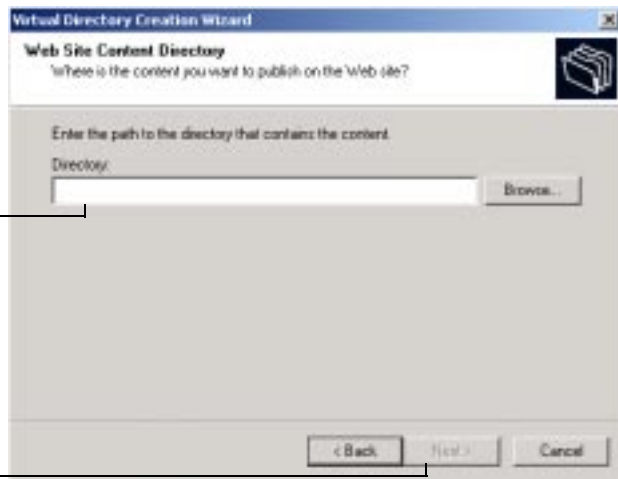 Virtual Directory Creation Wizard
Web Site Content Directory
Where is the content you want to publish on the Web site?
Enter the path to the directory that contains the content.
Directory:
Browse...
< Back
Next >
Cancel